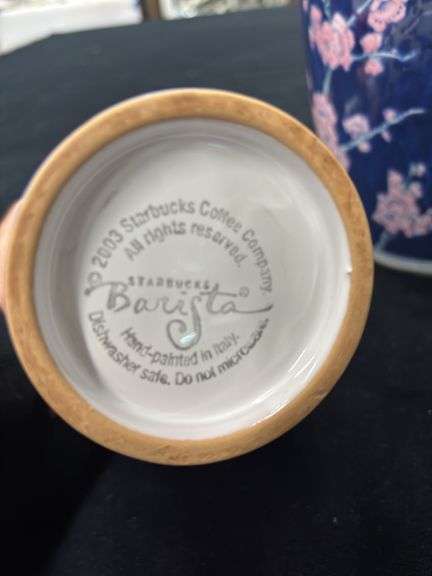 © 2003 Starbucks Coffee Company.
All rights reserved.
STARBUCKS
Barista®
Hand-painted in Italy.
Dishwasher safe. Do not microwave.